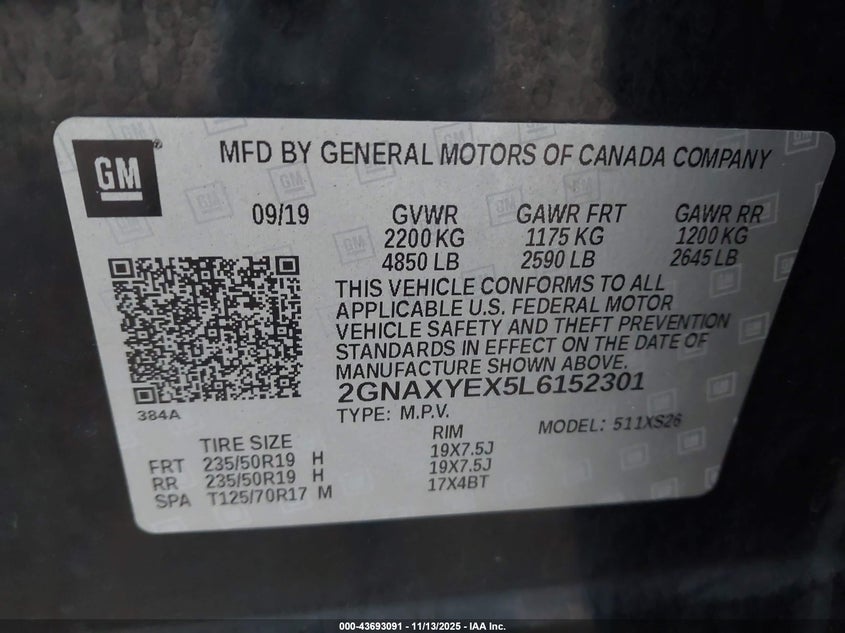 GM
MFD BY GENERAL MOTORS OF CANADA COMPANY
09/19 GVWR GAWR FRT GAWR RR
2200 KG 1175 KG 1200 KG
4850 LB 2590 LB 2645 LB
THIS VEHICLE CONFORMS TO ALL
APPLICABLE U.S. FEDERAL MOTOR
VEHICLE SAFETY AND THEFT PREVENTION
STANDARDS IN EFFECT ON THE DATE OF
MANUFACTURE SHOWN ABOVE.
2GNAXYEX5L6152301
384A
TYPE: M.P.V. MODEL: 511XS26
TIRE SIZE RIM
FRT 235/50R19 H 19X7.5J
RR 235/50R19 H 19X7.5J
SPA T125/70R17 M 17X4BT
000-43693091 - 11/13/2025 - IAA Inc.